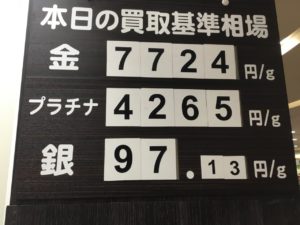 本日の買取基準相場
金 7724 円/g
プラチナ 4265 円/g
銀 97.13 円/g